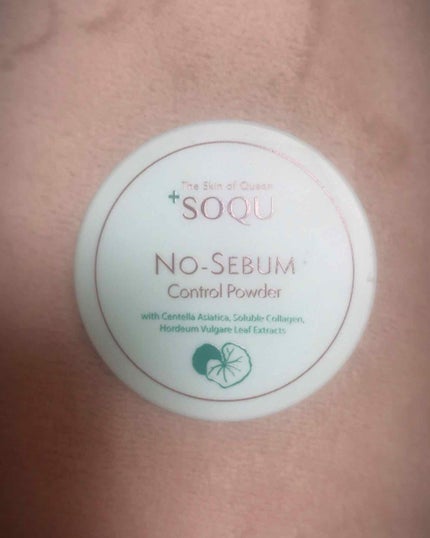 The Skin of Queen
+SOQU
NO-SEBUM
Control Powder
with Centella Asiatica, Soluble Collagen,
Hordeum Vulgare Leaf Extracts